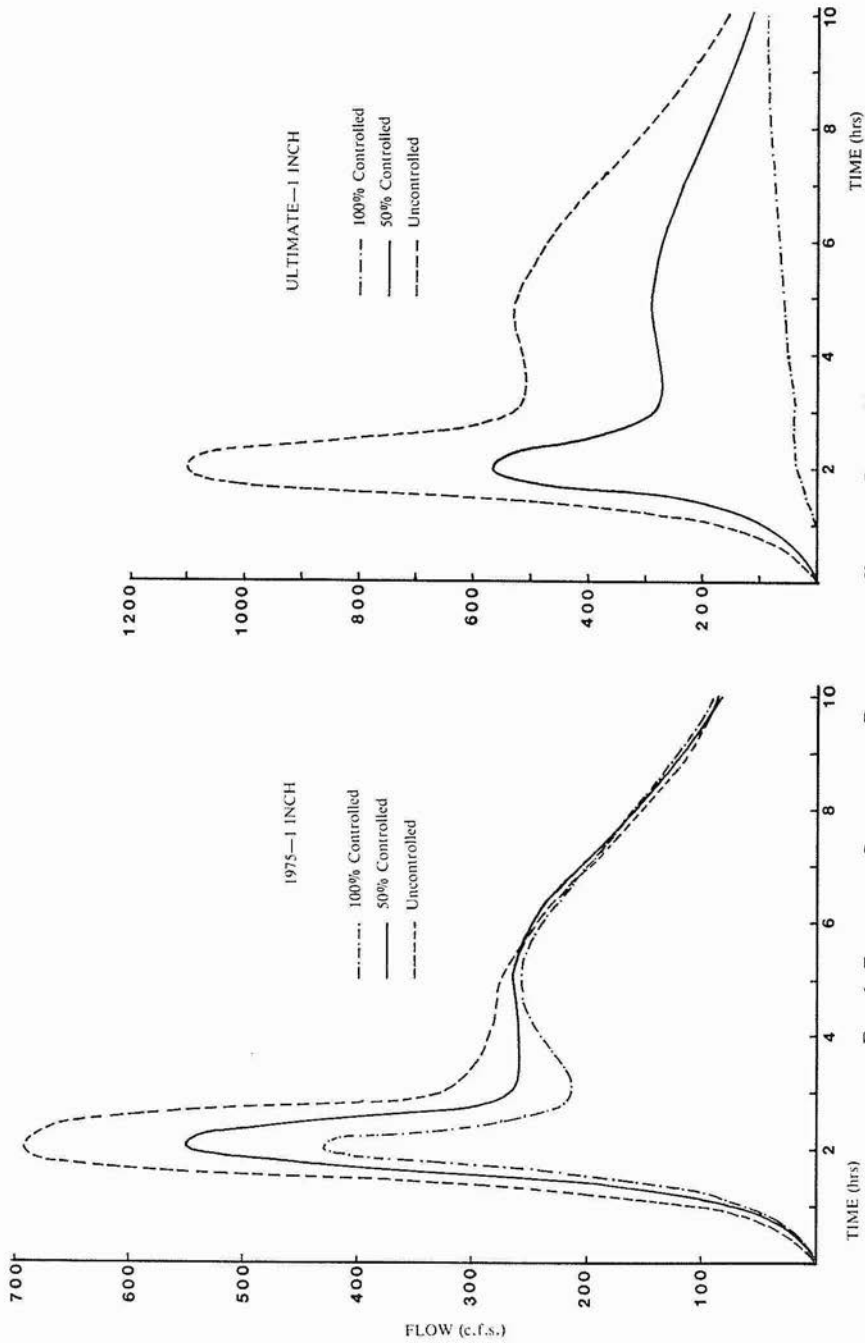 1975—1 INCH
100% Controlled
50% Controlled
Uncontrolled
FLOW (c.f.s.)
700
600
500
400
300
200
100
2
4
6
8
10
TIME (hrs)
ULTIMATE—1 INCH
100% Controlled
50% Controlled
Uncontrolled
1200
1000
800
600
400
200
2
4
6
8
10
TIME (hrs)